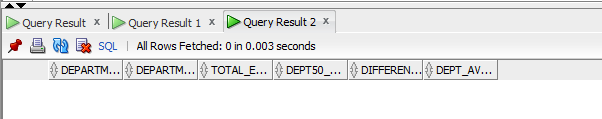 Query Result x Query Result 1 x Query Result 2 x
SQL | All Rows Fetched: 0 in 0.003 seconds
DEPARTM... DEPARTM... TOTAL_E... DEPT50_... DIFFEREN... DEPT_AV...